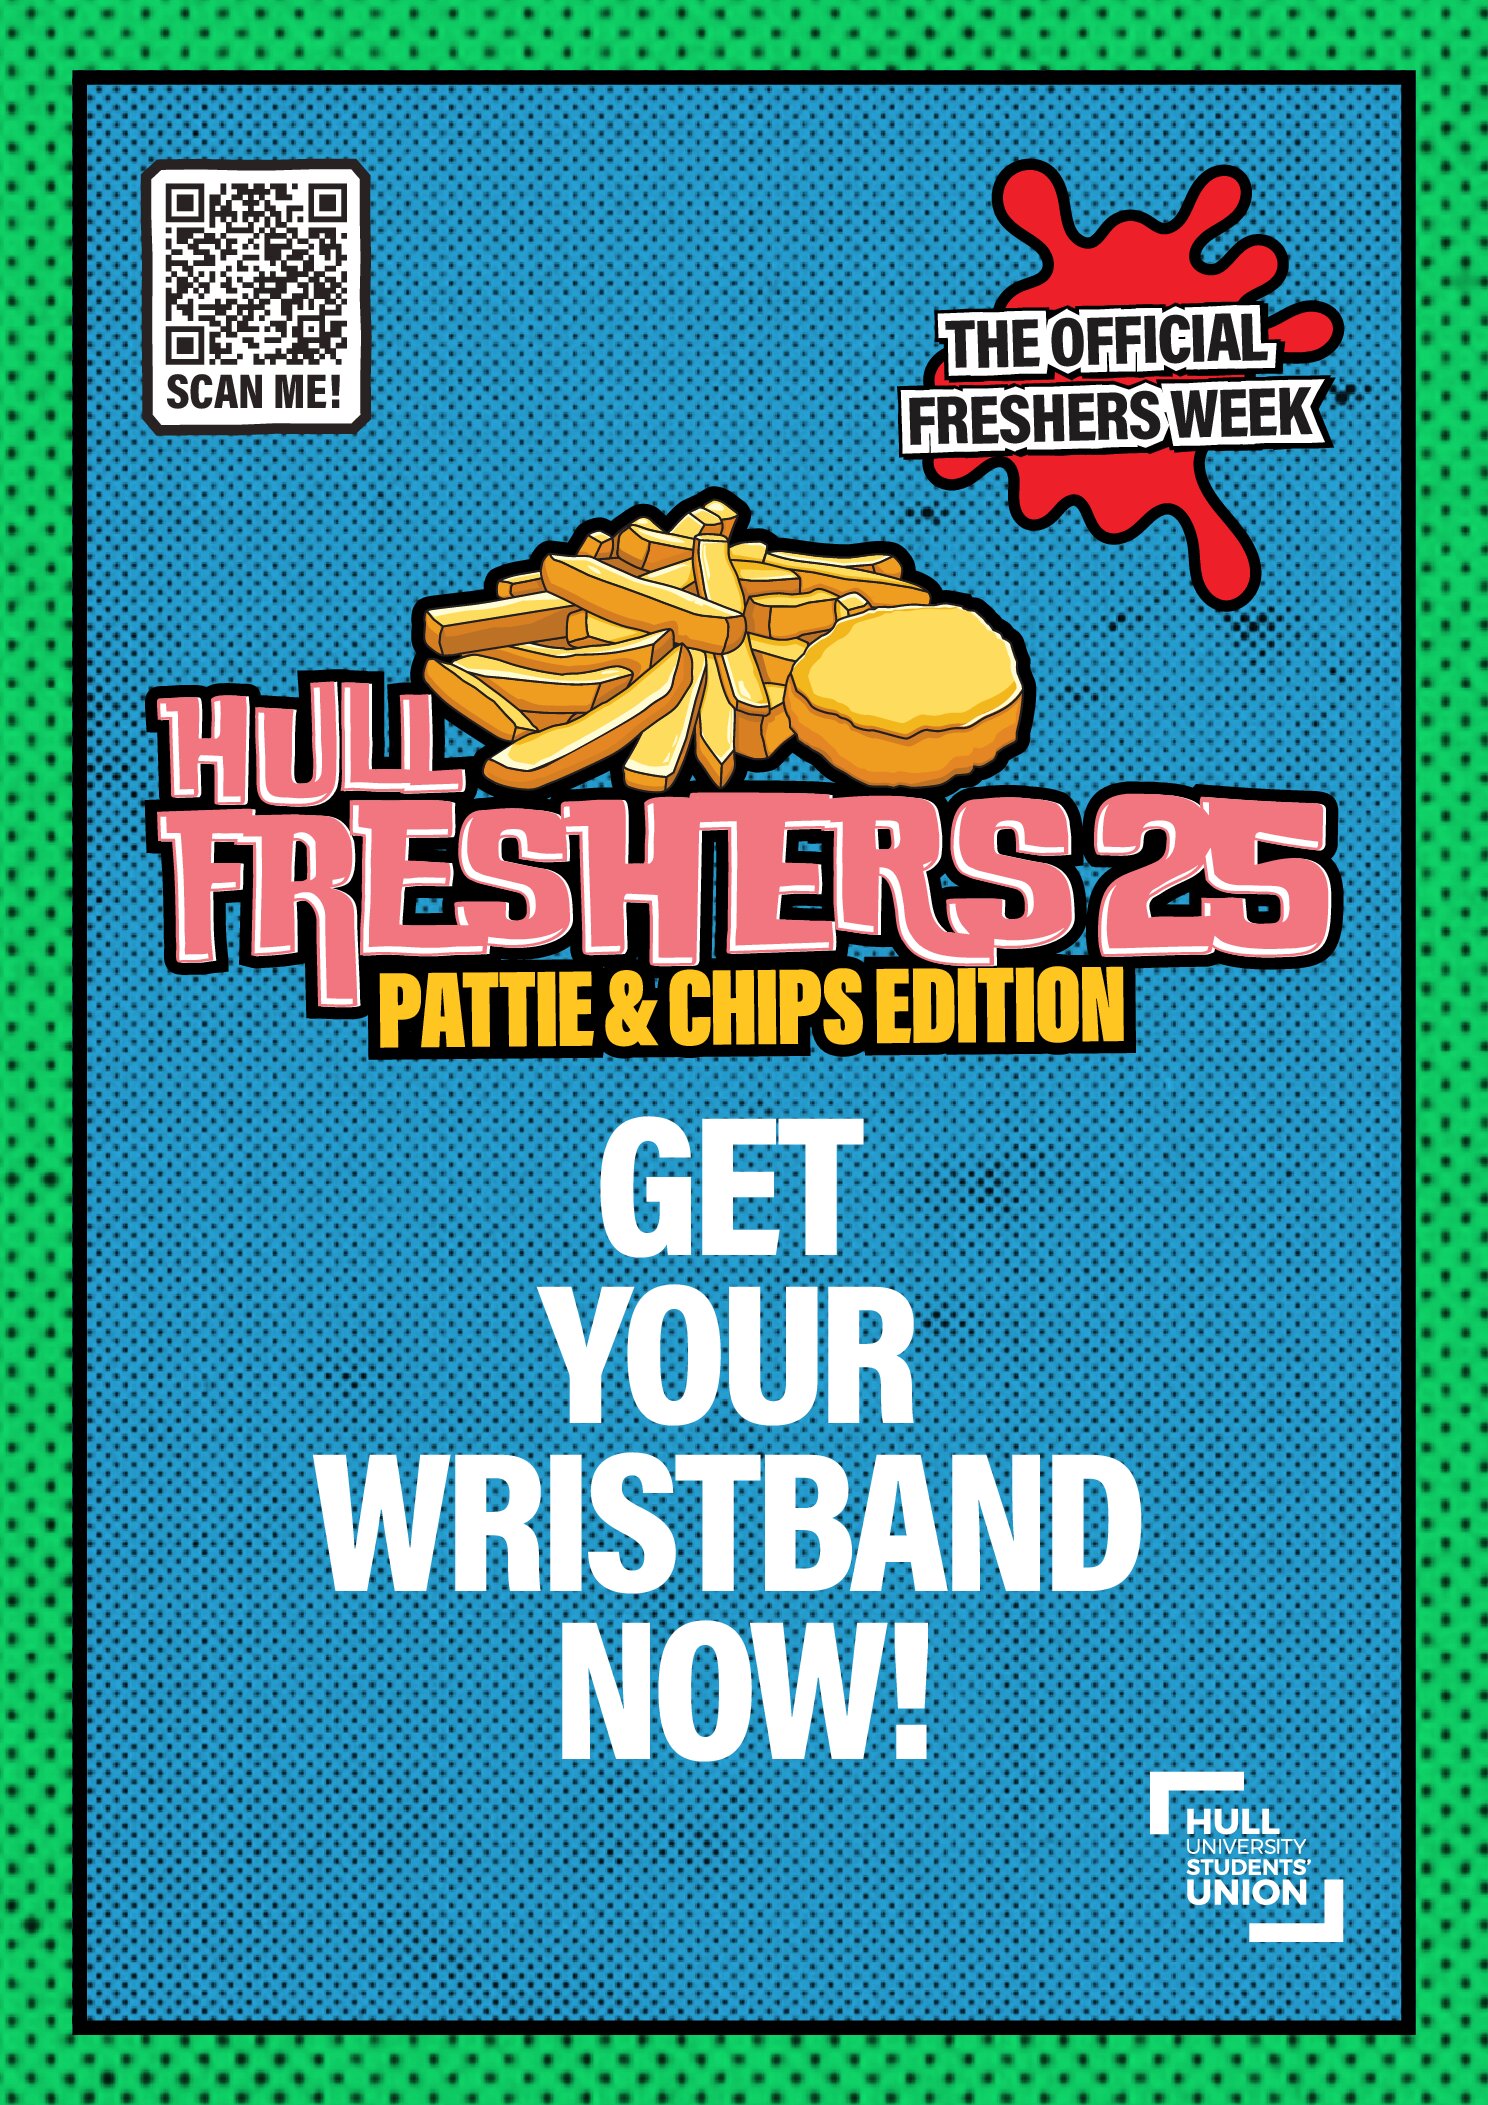 SCAN ME!
THE OFFICIAL
FRESHERS WEEK
HULL
FRESHERS 25
PATTIE & CHIPS EDITION
GET
YOUR
WRISTBAND
NOW!
HULL
UNIVERSITY
STUDENTS'
UNION